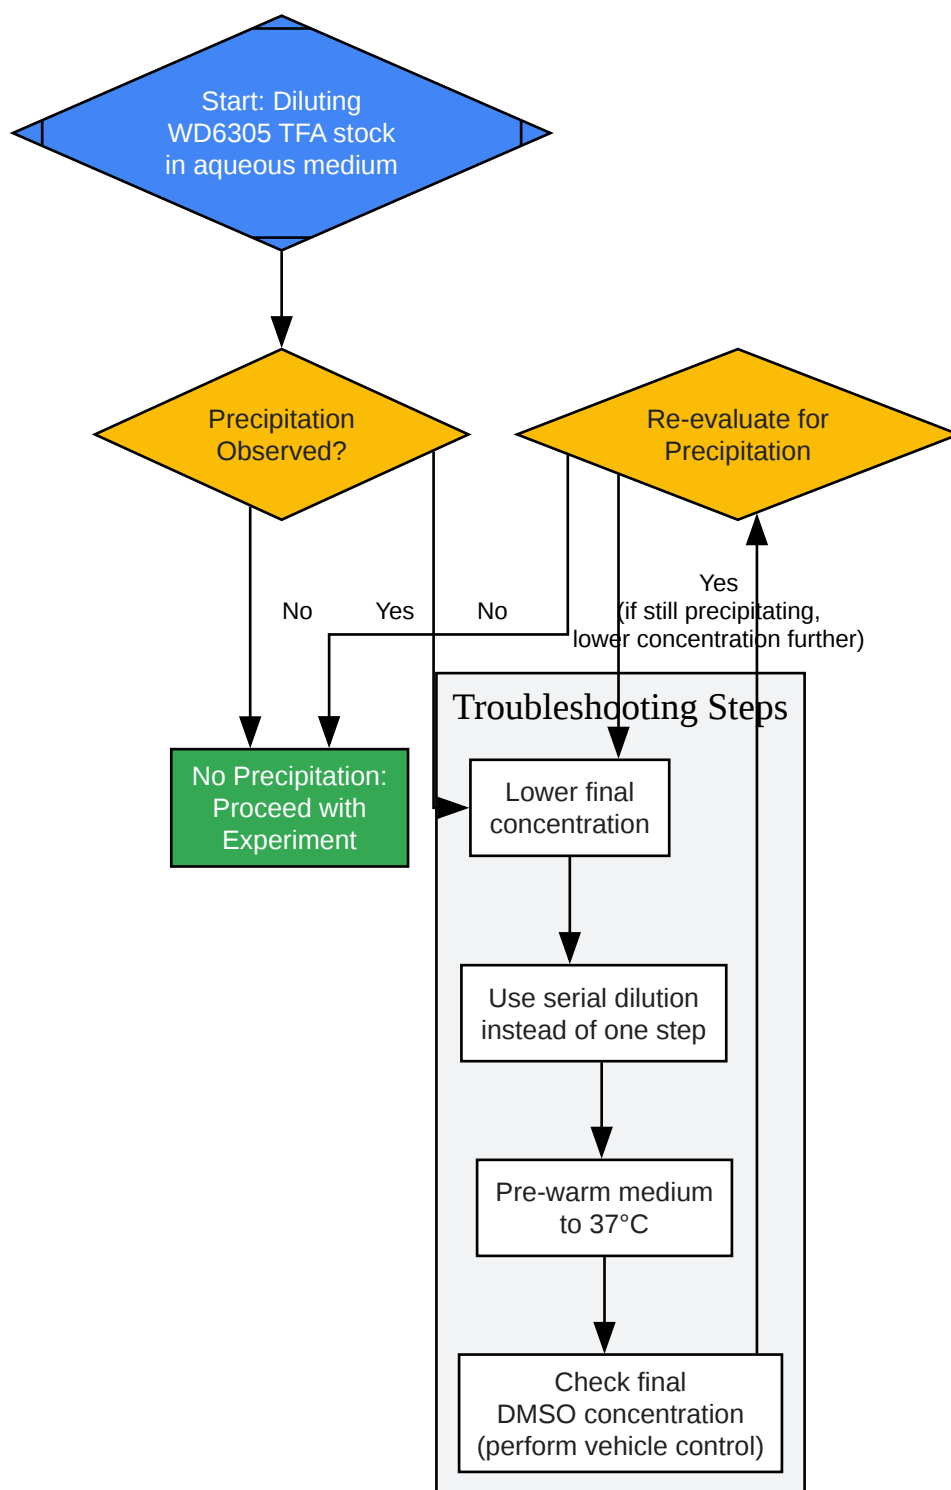 Start: Diluting
WD6305 TFA stock
in aqueous medium
Precipitation
Observed?
Re-evaluate for
Precipitation
No
Yes
No
Yes
(if still precipitating,
lower concentration further)
Troubleshooting Steps
No Precipitation:
Proceed with
Experiment
Lower final
concentration
Use serial dilution
instead of one step
Pre-warm medium
to 37°C
Check final
DMSO concentration
(perform vehicle control)